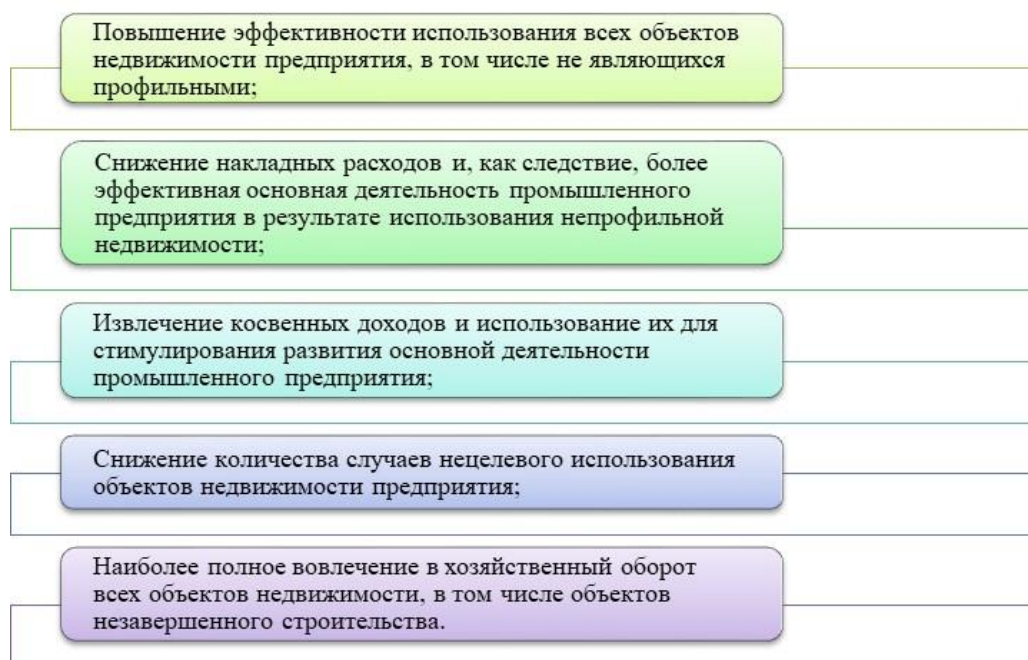 Повышение эффективности использования всех объектов
недвижимости предприятия, в том числе не являющихся
профильными;
Снижение накладных расходов и, как следствие, более
эффективная основная деятельность промышленного
предприятия в результате использования непрофильной
недвижимости;
Извлечение косвенных доходов и использование их для
стимулирования развития основной деятельности
промышленного предприятия;
Снижение количества случаев нецелевого использования
объектов недвижимости предприятия;
Наиболее полное вовлечение в хозяйственный оборот
всех объектов недвижимости, в том числе объектов
незавершенного строительства.